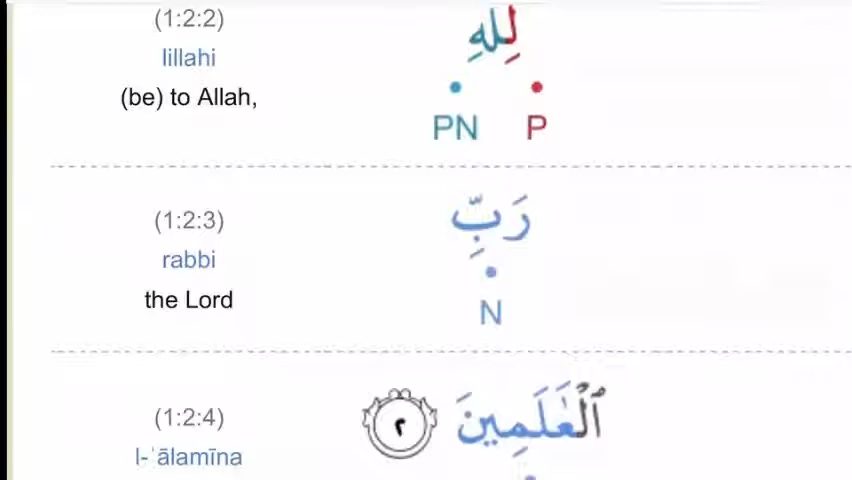 (1:2:2)
lillahi
(be) to Allah,
لِلَّهِ
PN P
(1:2:3)
rabbi
the Lord
رَبِّ
N
(1:2:4)
l-ʿālamīna
ٱلْعَٰلَمِينَ ٢